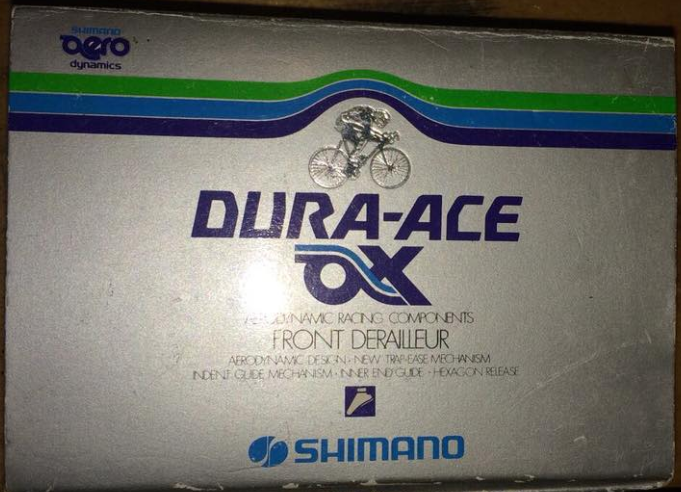 SHIMANO
aero
dynamics
DURA-ACE
AX
AERODYNAMIC RACING COMPONENTS
FRONT DERAILLEUR
AERODYNAMIC DESIGN · NEW TRAP-EASE MECHANISM
INDENT GUIDE MECHANISM · INNER END GUIDE · HEXAGON RELEASE
SHIMANO